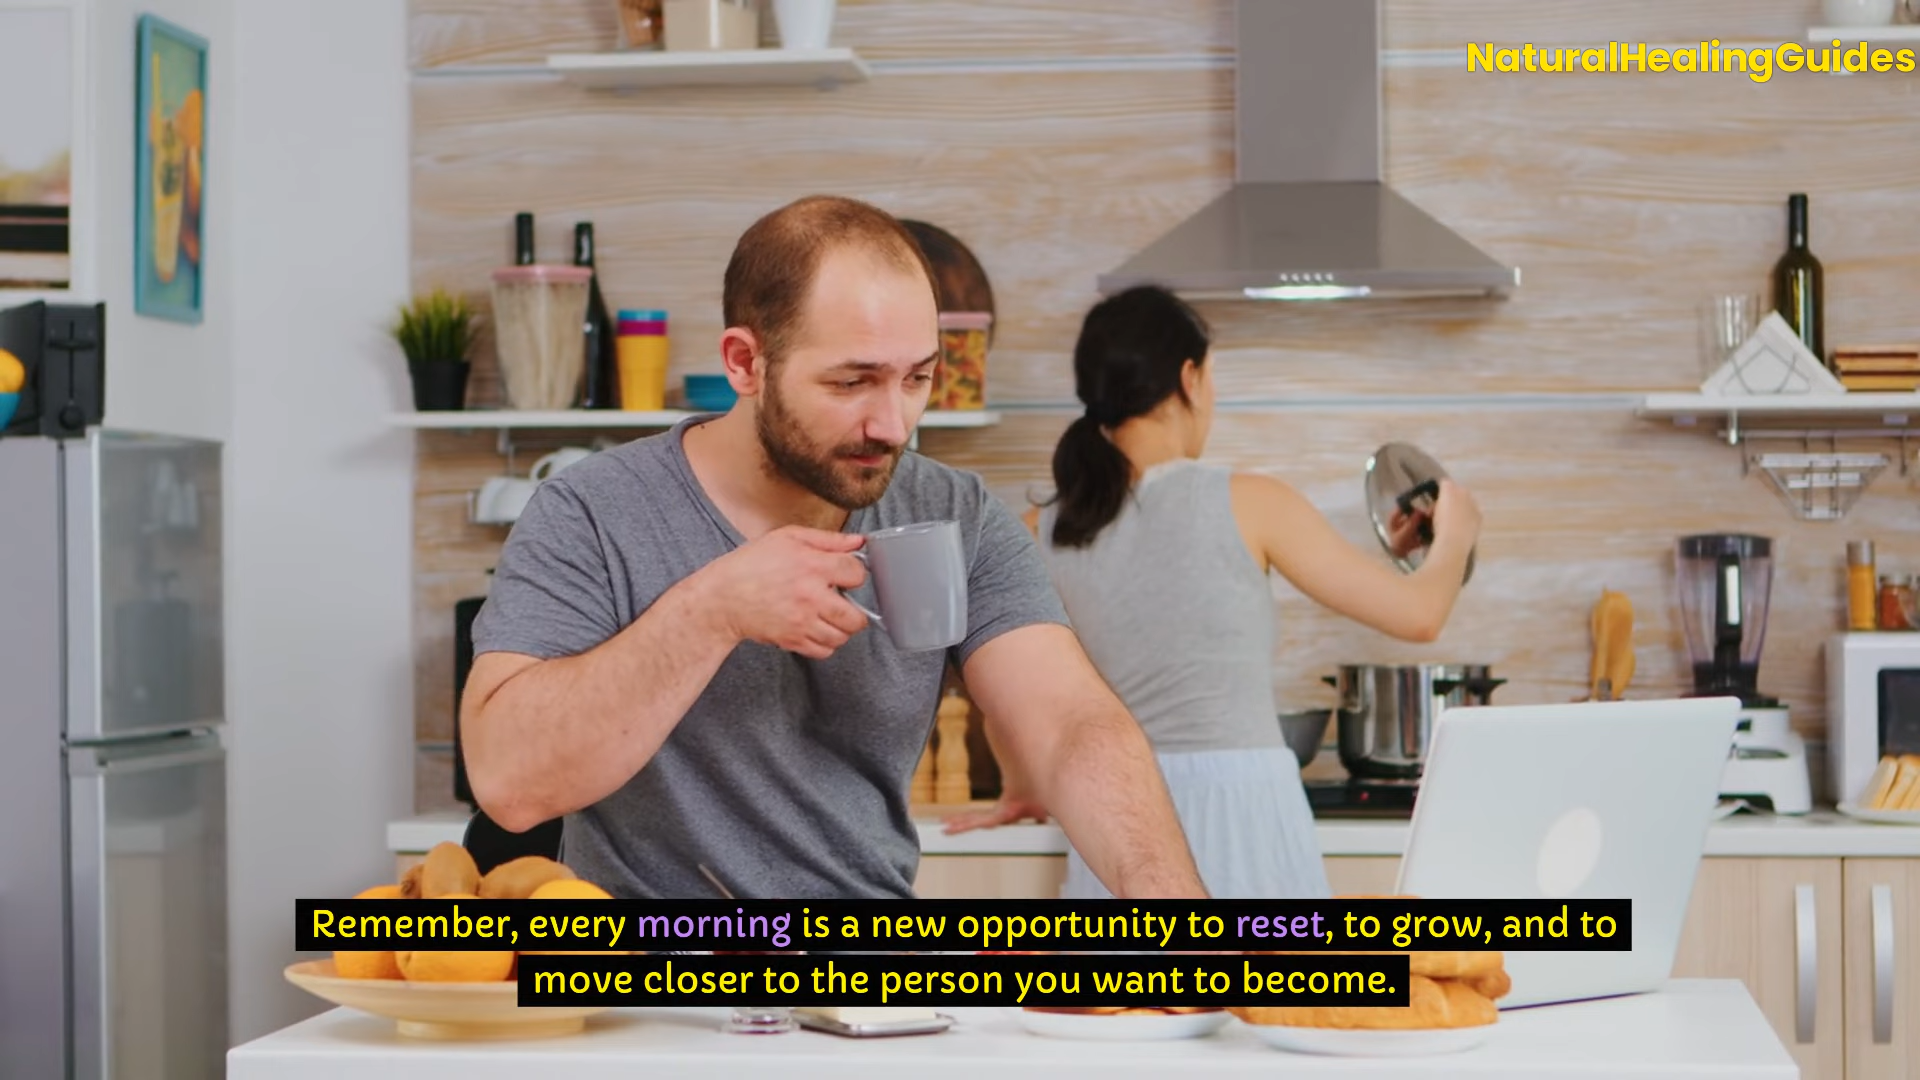 NaturalHealingGuides
Remember, every morning is a new opportunity to reset, to grow, and to
move closer to the person you want to become.